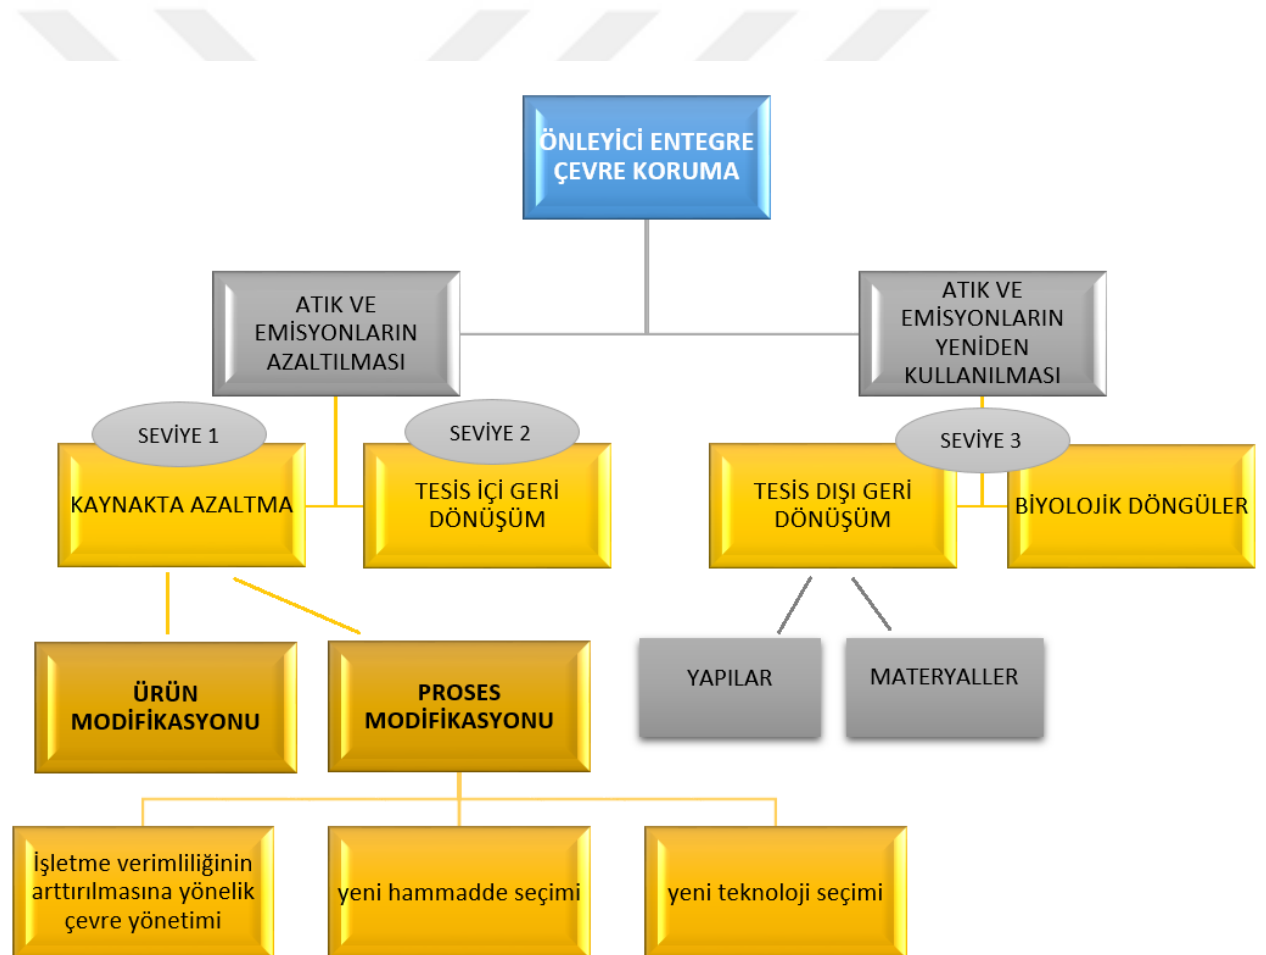 ÖNLEYİCİ ENTEGRE
ÇEVRE KORUMA
ATIK VE
EMİSYONLARIN
AZALTILMASI
ATIK VE
EMİSYONLARIN
YENİDEN
KULLANILMASI
SEVİYE 1
SEVİYE 2
SEVİYE 3
KAYNAKTA AZALTMA
TESİS İÇİ GERİ
DÖNÜŞÜM
TESİS DIŞI GERİ
DÖNÜŞÜM
BİYOLOJİK DÖNGÜLER
ÜRÜN
MODİFİKASYONU
PROSES
MODİFİKASYONU
YAPILAR
MATERYALLER
İşletme verimliliğinin
arttırılmasına yönelik
çevre yönetimi
yeni hammadde seçimi
yeni teknoloji seçimi